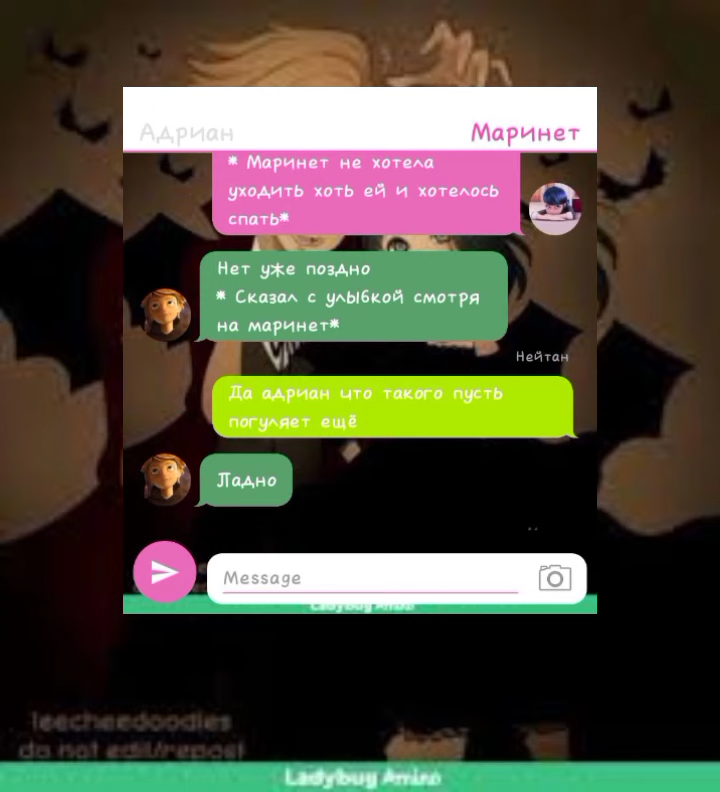 Адриан
Маринет
* Маринет не хотела
уходить хоть ей и хотелось
спать*
Нет уже поздно
* Сказал с улыбкой смотря
на маринет*
Нейтан
Да адриан что такого пусть
погуляет ещё
Ладно
Message
Ladybug Amino
leecheedoodles
do not edit/repost
Ladybug Amino